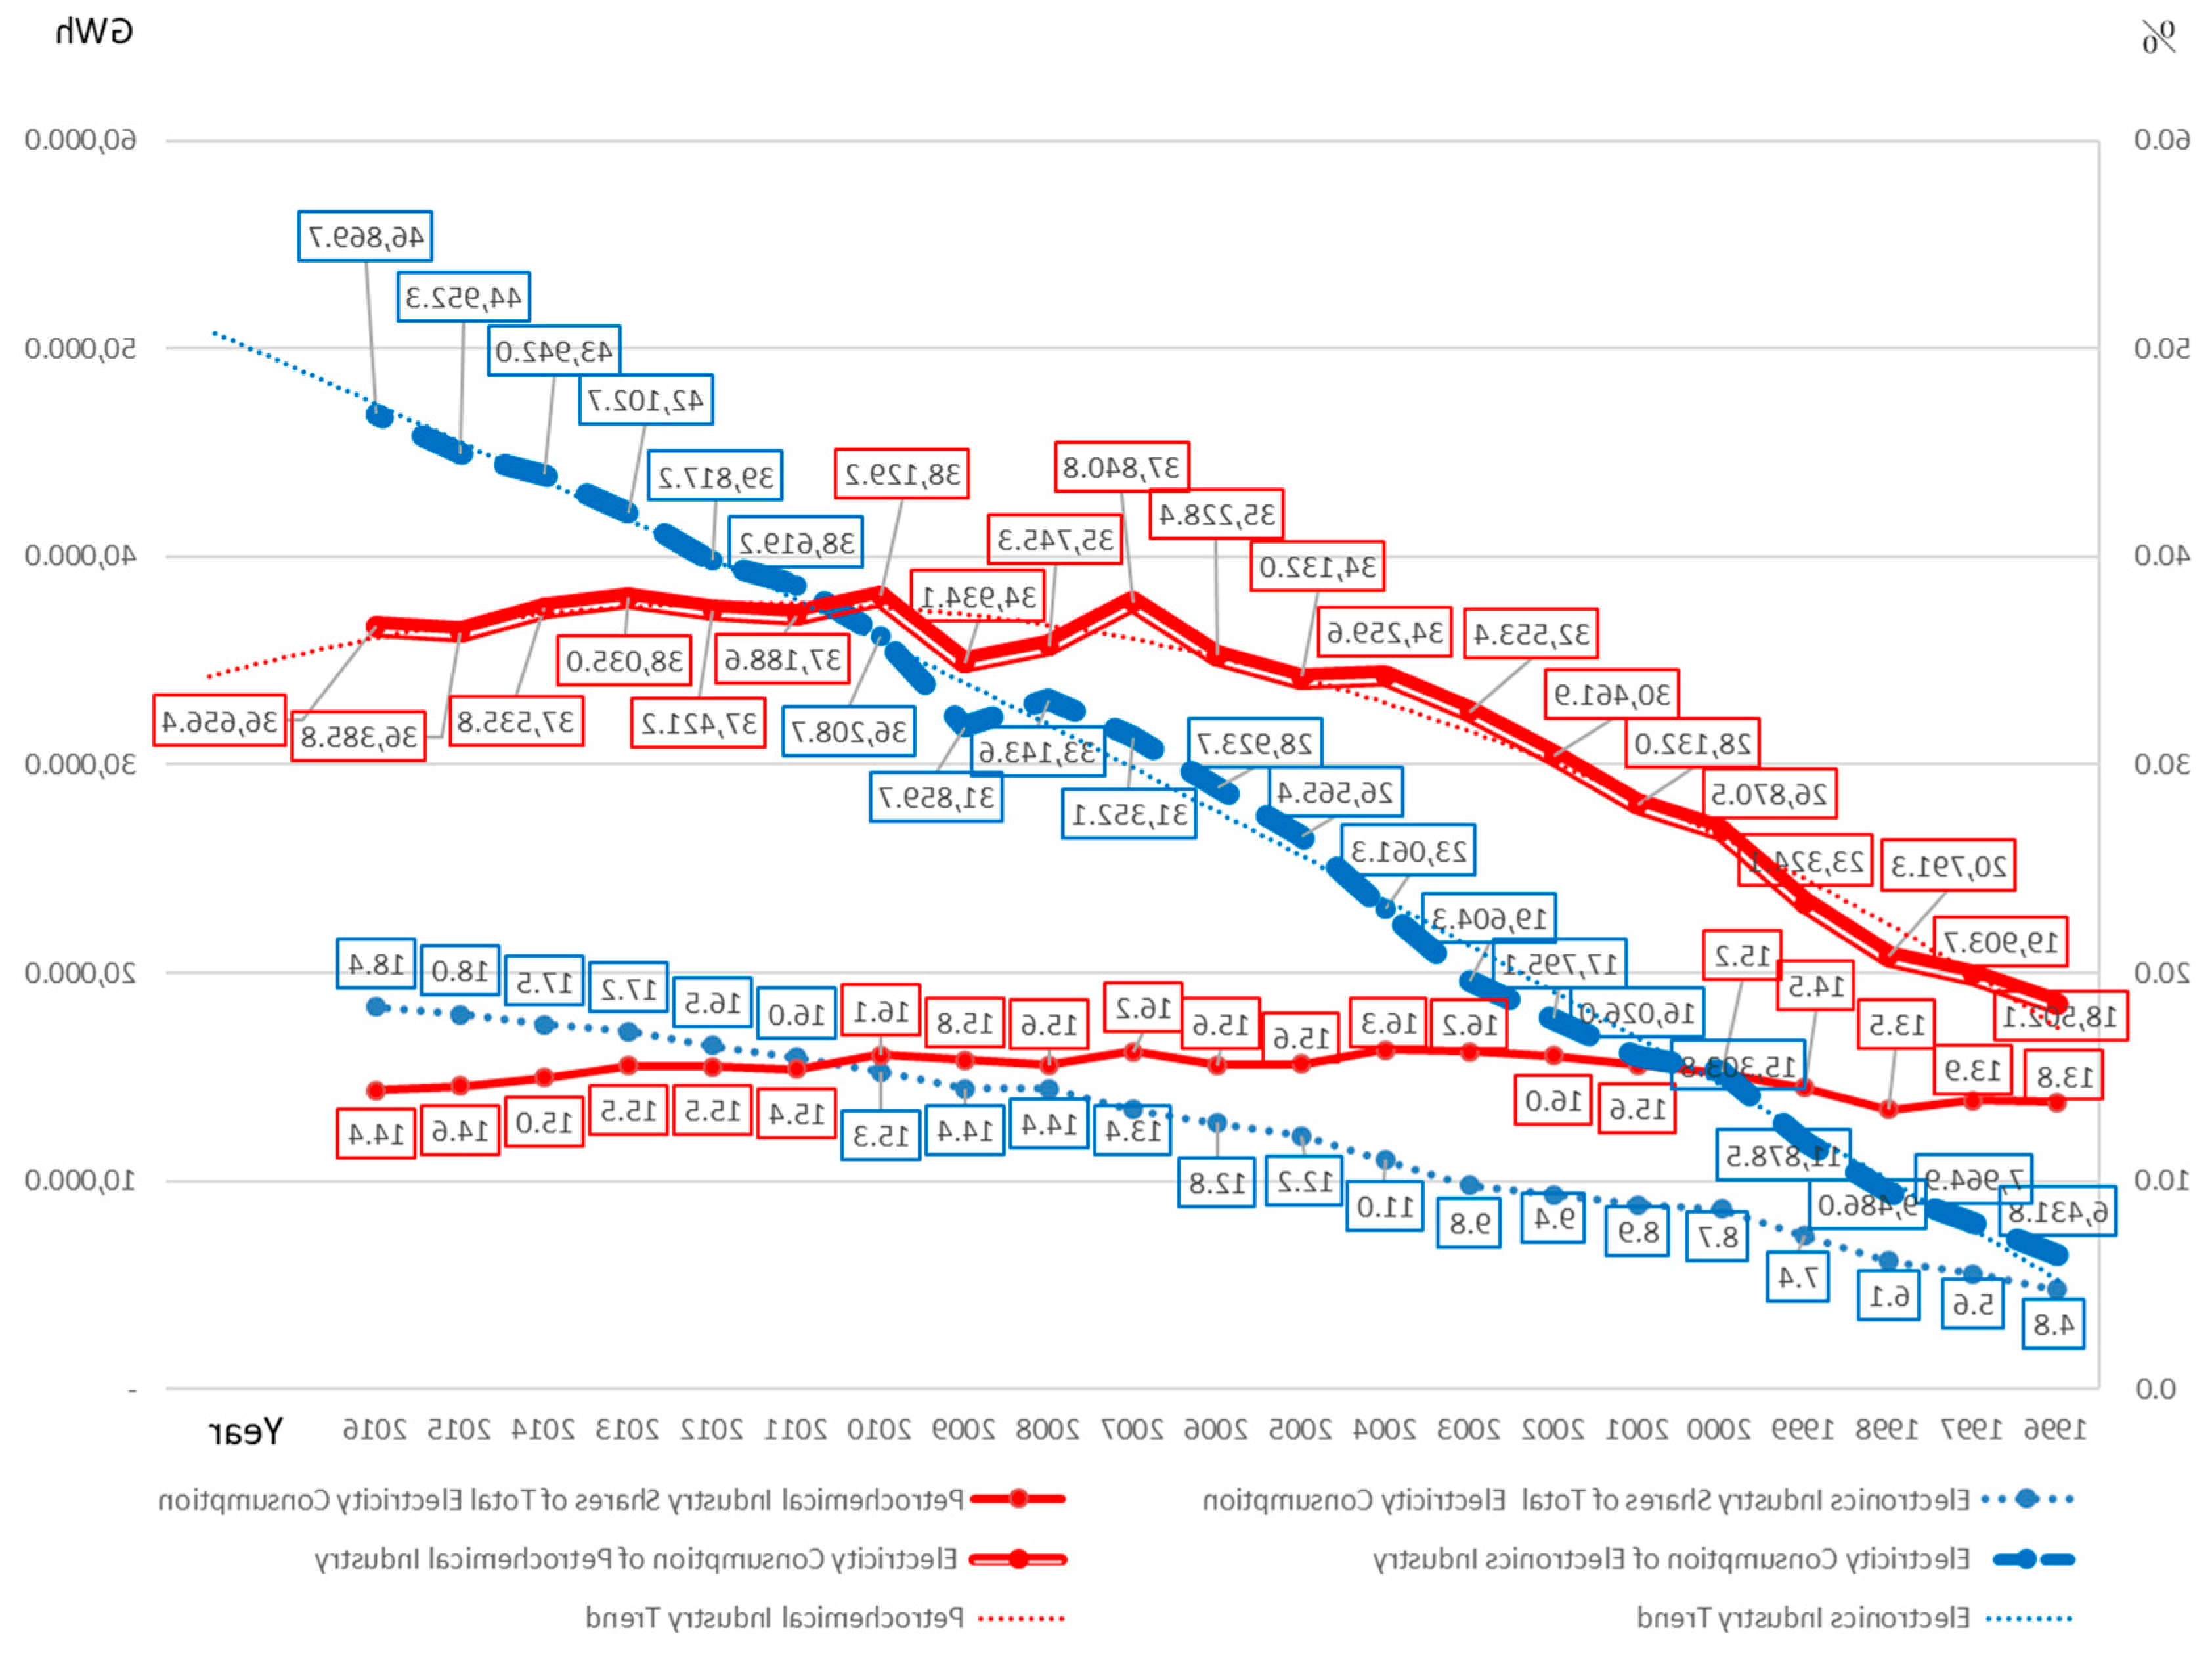 % GWh
60.0 60,000.0
46,869.7
44,952.3
50.0 50,000.0
43,942.0
42,102.7
37,840.8
38,129.2 39,817.2
35,228.4
35,745.3 38,619.2
40.0 40,000.0
34,132.0
34,934.1
32,553.4 34,259.6
37,188.6 38,035.0
30,461.9
36,656.4
37,421.2 37,535.8
36,208.7 36,385.8
28,132.0 28,923.7
33,143.6
30.0 30,000.0
26,870.5 26,565.4
31,859.7
31,352.1
23,061.3
20,791.3 23,324.1
19,604.3
19,903.7
15.2 17,795.1
18.0 18.4
20.0 20,000.0
14.5 17.5 17.2
16.5
18,502.1 16,026.0 16.1 16.0
13.5 16.2 16.3 15.6 15.6 16.2 15.6 15.8
15,303.8
13.8 13.9
16.0 15.6 15.4 15.5 15.5 15.0
13.4 14.4 14.4 15.3 14.6 14.4
11,878.5
7,964.9
10.0 10,000.0
12.2 12.8
6,431.8 9,486.0 11.0
8.7 8.9 9.4 9.8
7.4
6.1
5.6
4.8
0.0 -
1996 1997 1998 1999 2000 2001 2002 2003 2004 2005 2006 2007 2008 2009 2010 2011 2012 2013 2014 2015 2016 Year
Electronics Industry Shares of Total Electricity Consumption
Petrochemical Industry Shares of Total Electricity Consumption
Electricity Consumption of Electronics Industry
Electricity Consumption of Petrochemical Industry
Electronics Industry Trend
Petrochemical Industry Trend